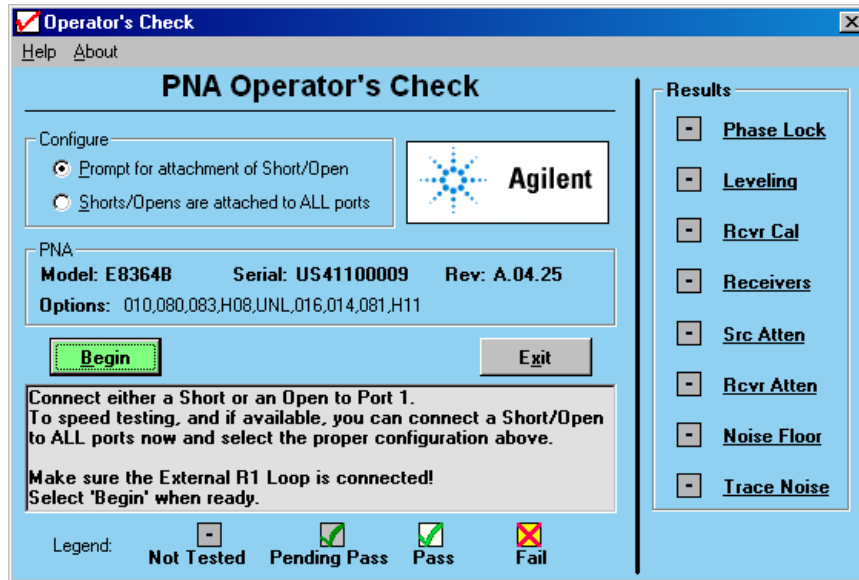 Operator's Check
Help About
PNA Operator's Check
Configure
Prompt for attachment of Short/Open
Shorts/Opens are attached to ALL ports
Agilent
PNA
Model: E8364B Serial: US41100009 Rev: A.04.25
Options: 010,080,083,H08,UNL,016,014,081,H11
Begin
Exit
Connect either a Short or an Open to Port 1.
To speed testing, and if available, you can connect a Short/Open
to ALL ports now and select the proper configuration above.
Make sure the External R1 Loop is connected!
Select 'Begin' when ready.
Legend:
Not Tested
Pending Pass
Pass
Fail
Results
Phase Lock
Leveling
Rcvr Cal
Receivers
Src Atten
Rcvr Atten
Noise Floor
Trace Noise